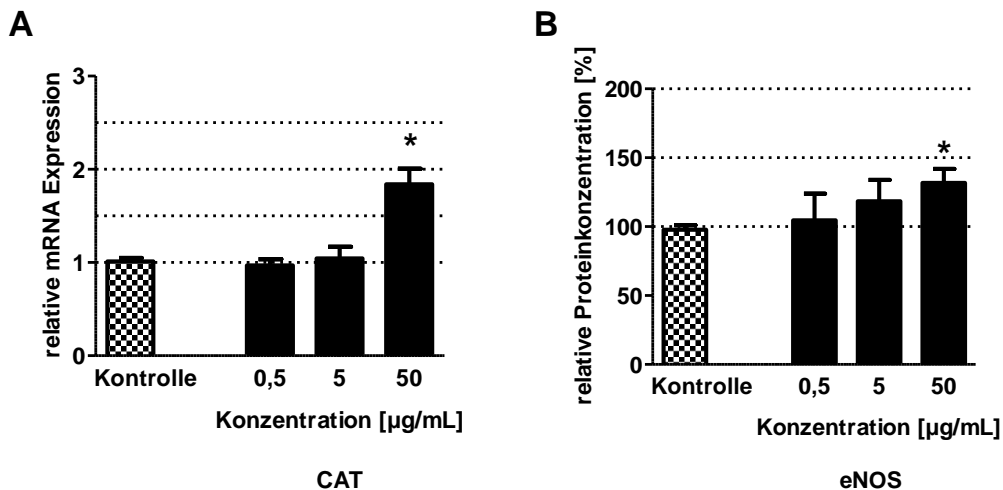 A
relative mRNA Expression
3
2
1
0
*
Kontrolle 0,5 5 50
Konzentration [µg/mL]
CAT
B
relative Proteinkonzentration [%]
200
150
100
50
0
*
Kontrolle 0,5 5 50
Konzentration [µg/mL]
eNOS